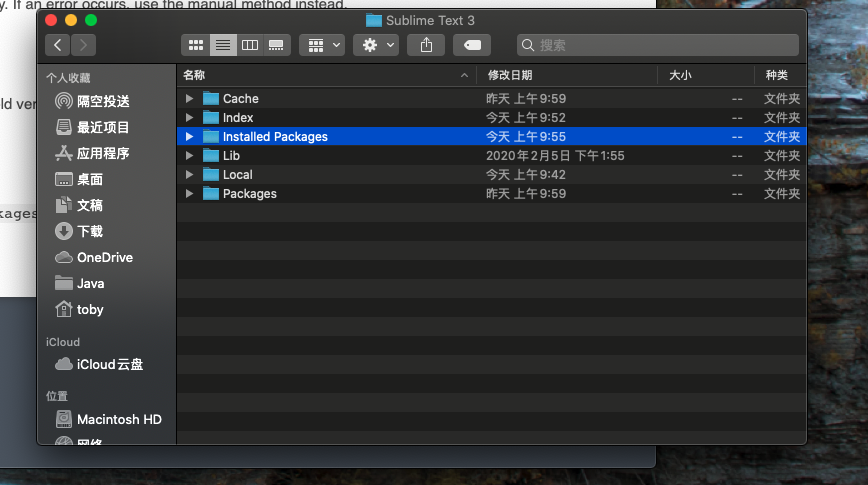 y. If an error occurs, use the manual method instead.
Sublime Text 3
搜索
个人收藏
名称 修改日期 大小 种类
隔空投送
Cache 昨天 上午9:59 -- 文件夹
Index 今天 上午9:52 -- 文件夹
最近项目
Installed Packages 今天 上午9:55 -- 文件夹
应用程序
Lib 2020年2月5日 下午1:55 -- 文件夹
桌面
Local 今天 上午9:42 -- 文件夹
Packages 昨天 上午9:59 -- 文件夹
文稿
下载
OneDrive
Java
toby
iCloud
iCloud云盘
位置
Macintosh HD
网络
ld ver
kages